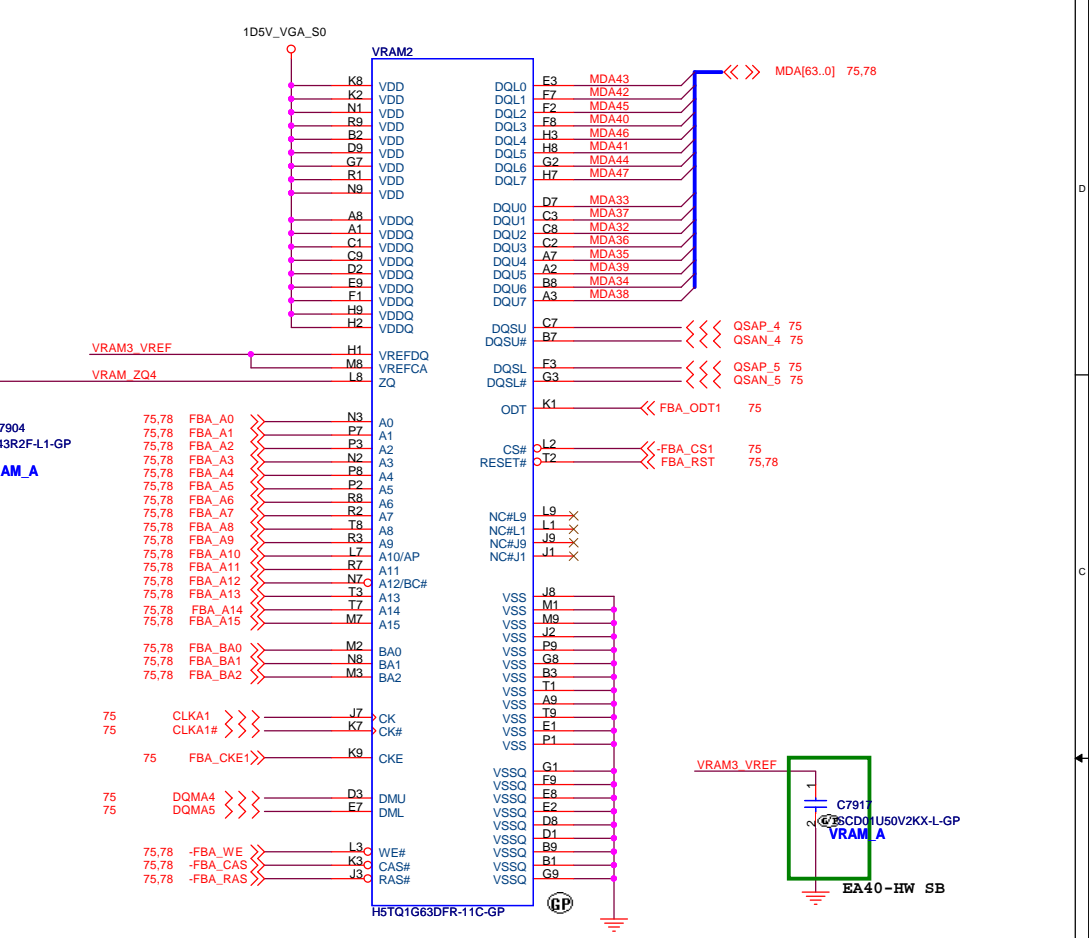 1D5V_VGA_S0
VRAM2
K8 VDD
K2 VDD
N1 VDD
R9 VDD
B2 VDD
D9 VDD
G7 VDD
R1 VDD
N9 VDD
A8 VDDQ
A1 VDDQ
C1 VDDQ
C9 VDDQ
D2 VDDQ
E9 VDDQ
F1 VDDQ
H9 VDDQ
H2 VDDQ
VRAM3_VREF H1 VREFDQ
M8 VREFCA
VRAM_ZQ4 L8 ZQ
75,78 FBA_A0 N3 A0
75,78 FBA_A1 P7 A1
75,78 FBA_A2 P3 A2
75,78 FBA_A3 N2 A3
75,78 FBA_A4 P8 A4
75,78 FBA_A5 P2 A5
75,78 FBA_A6 R8 A6
75,78 FBA_A7 R2 A7
75,78 FBA_A8 T8 A8
75,78 FBA_A9 R3 A9
75,78 FBA_A10 L7 A10/AP
75,78 FBA_A11 R7 A11
75,78 FBA_A12 N7 A12/BC#
75,78 FBA_A13 T3 A13
75,78 FBA_A14 T7 A14
75,78 FBA_A15 M7 A15
75,78 FBA_BA0 M2 BA0
75,78 FBA_BA1 N8 BA1
75,78 FBA_BA2 M3 BA2
75 CLKA1 J7 CK
75 CLKA1# K7 CK#
75 FBA_CKE1 K9 CKE
75 DQMA4 D3 DMU
75 DQMA5 E7 DML
75,78 -FBA_WE L3 WE#
75,78 -FBA_CAS K3 CAS#
75,78 -FBA_RAS J3 RAS#
H5TQ1G63DFR-11C-GP
7904
43R2F-L1-GP
AM_A
DQL0 E3 MDA43
DQL1 F7 MDA42
DQL2 F2 MDA45
DQL3 F8 MDA40
DQL4 H3 MDA46
DQL5 H8 MDA41
DQL6 G2 MDA44
DQL7 H7 MDA47
MDA[63..0] 75,78
DQU0 D7 MDA33
DQU1 C3 MDA37
DQU2 C8 MDA32
DQU3 C2 MDA36
DQU4 A7 MDA35
DQU5 A2 MDA39
DQU6 B8 MDA34
DQU7 A3 MDA38
DQSU C7 QSAP_4 75
DQSU# B7 QSAN_4 75
DQSL F3 QSAP_5 75
DQSL# G3 QSAN_5 75
ODT K1 FBA_ODT1 75
CS# L2 -FBA_CS1 75
RESET# T2 FBA_RST 75,78
NC#L9 L9
NC#L1 L1
NC#J9 J9
NC#J1 J1
VSS J8
VSS M1
VSS M9
VSS J2
VSS P9
VSS G8
VSS B3
VSS T1
VSS A9
VSS T9
VSS E1
VSS P1
VSSQ G1
VSSQ F9
VSSQ E8
VSSQ E2
VSSQ D8
VSSQ D1
VSSQ B9
VSSQ B1
VSSQ G9
GP
VRAM3_VREF
1
2
C7917
GP
SCD01U50V2KX-L-GP
VRAM_A
EA40-HW SB
D
C